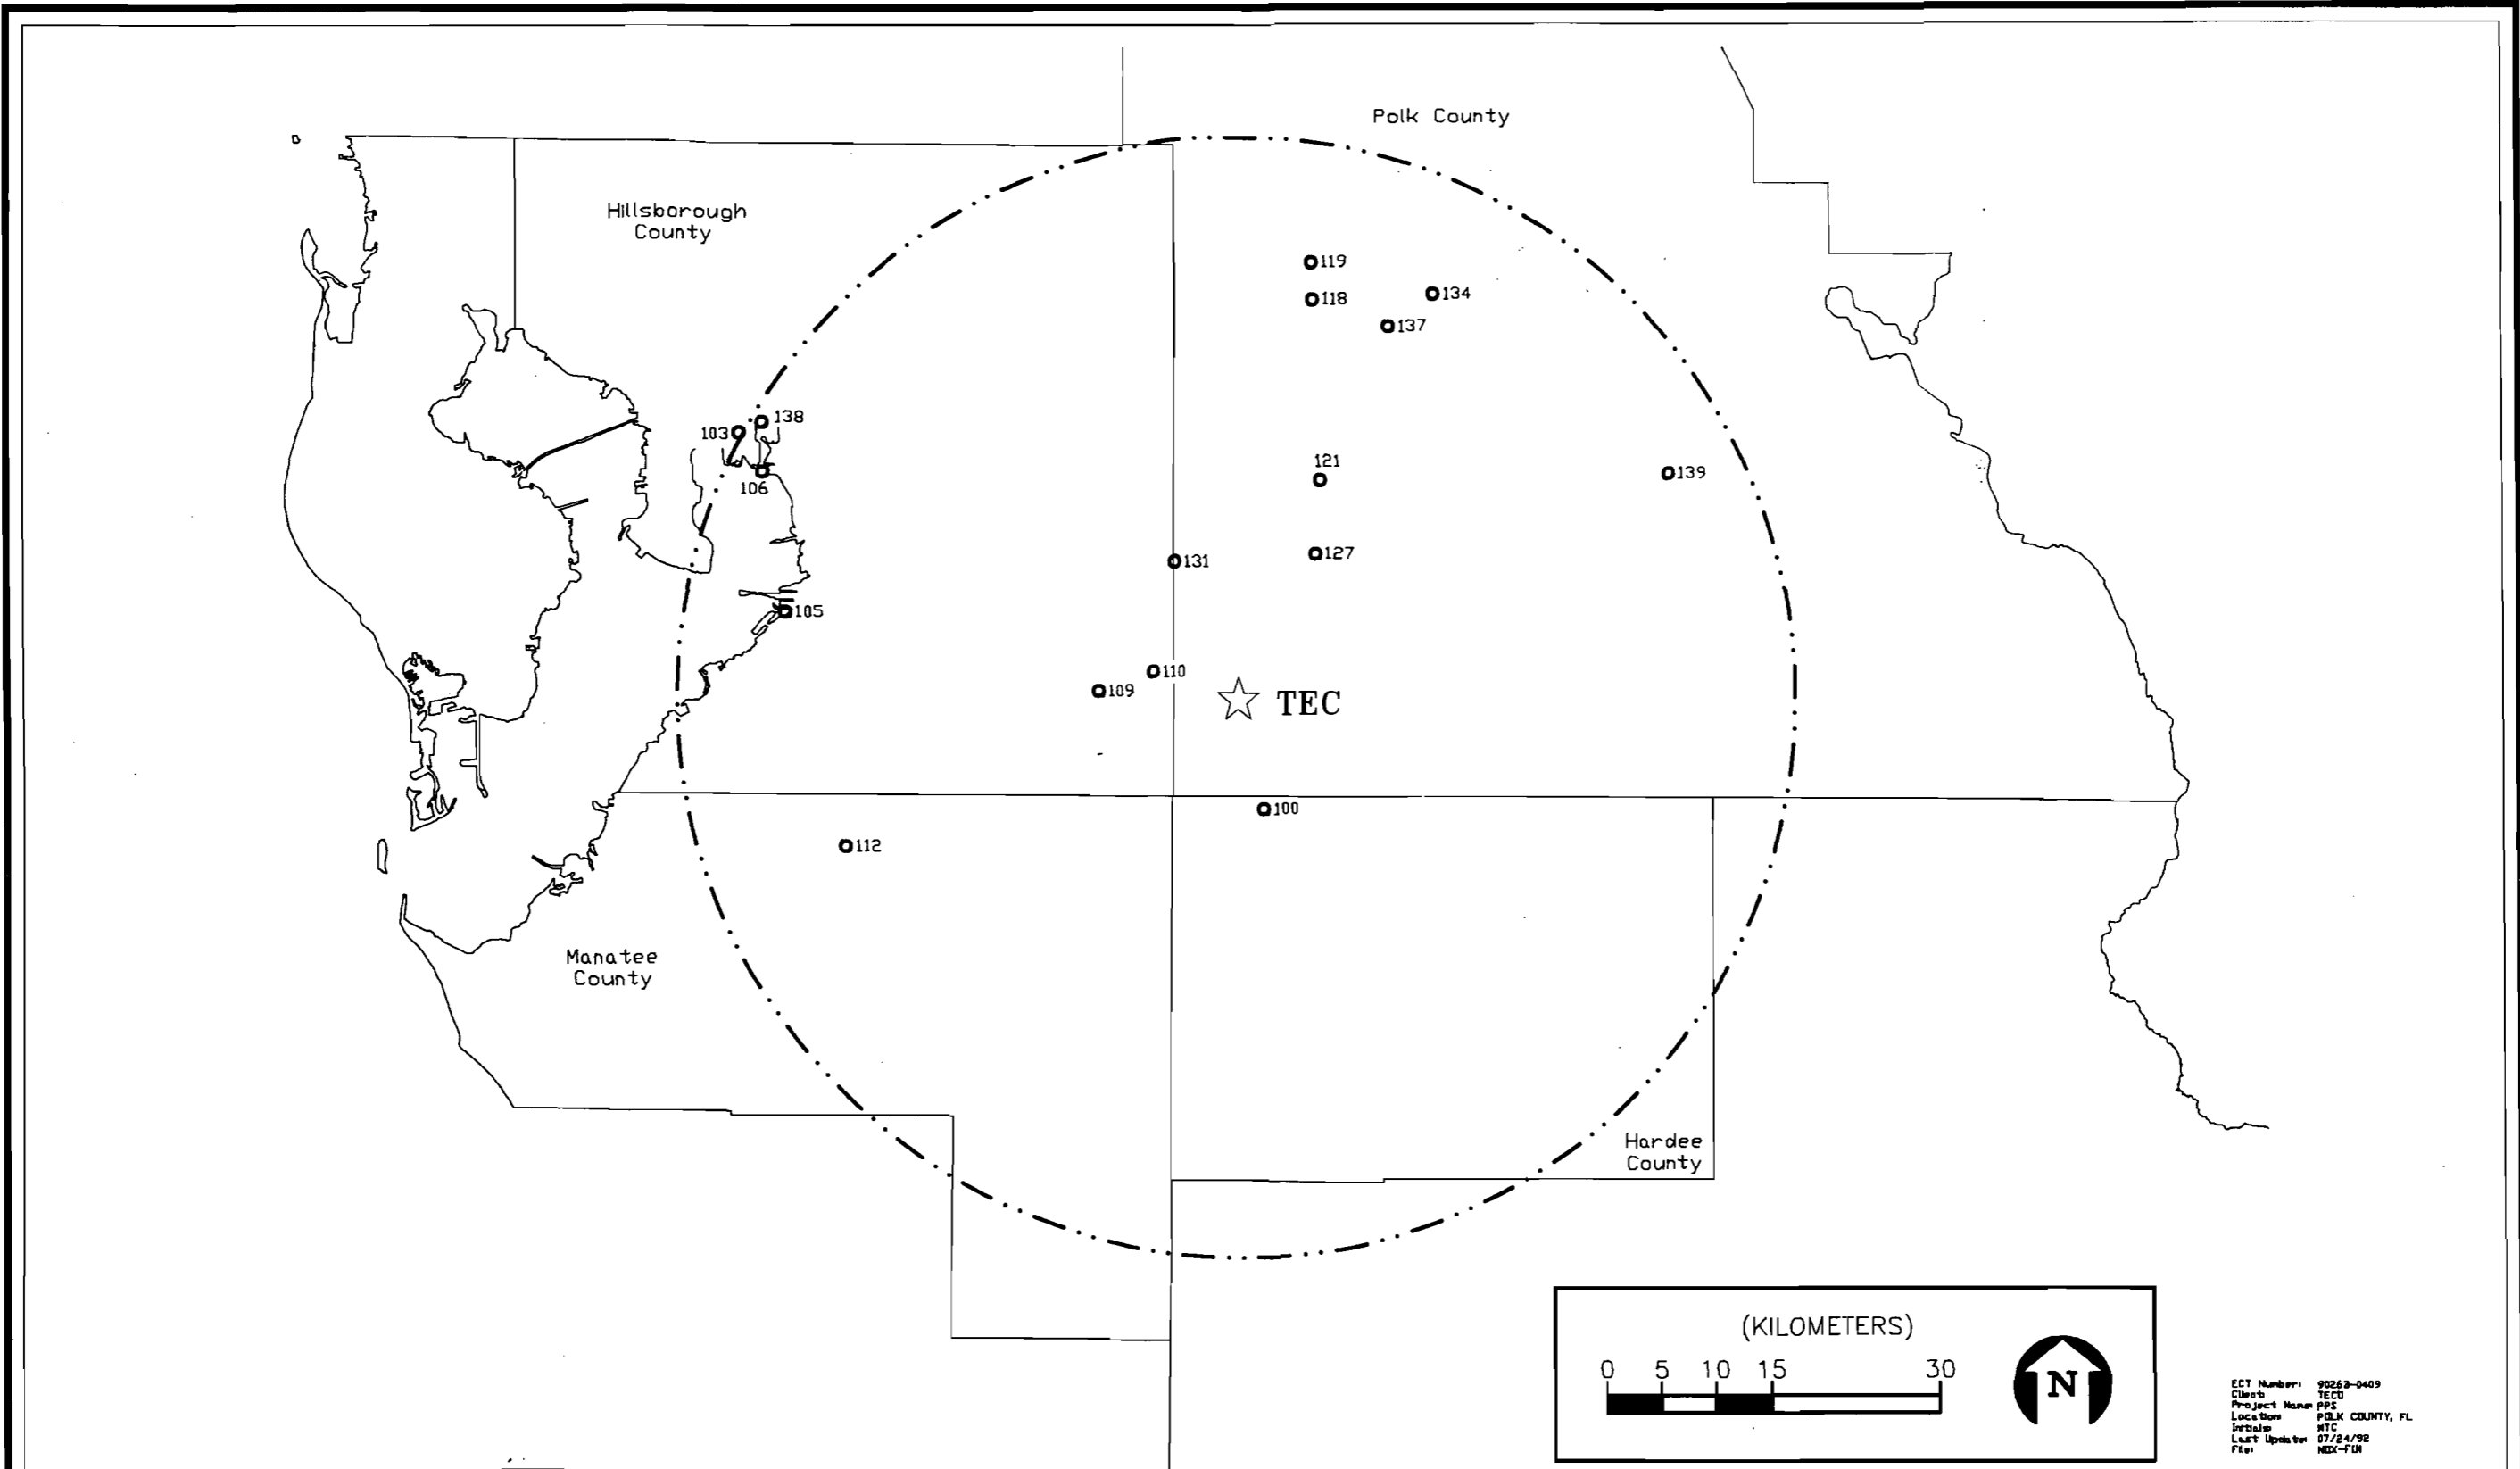 Polk County
Hillsborough
County
119
118
134
137
138
103
106
121
139
127
131
105
110
109
TEC
100
112
Manatee
County
Hardee
County
(KILOMETERS)
0 5 10 15 30
N
ECT Number: 90263-0409
Client: TECO
Project Name: PPS
Location: POLK COUNTY, FL
Initials: MTC
Last Update: 07/24/92
File: